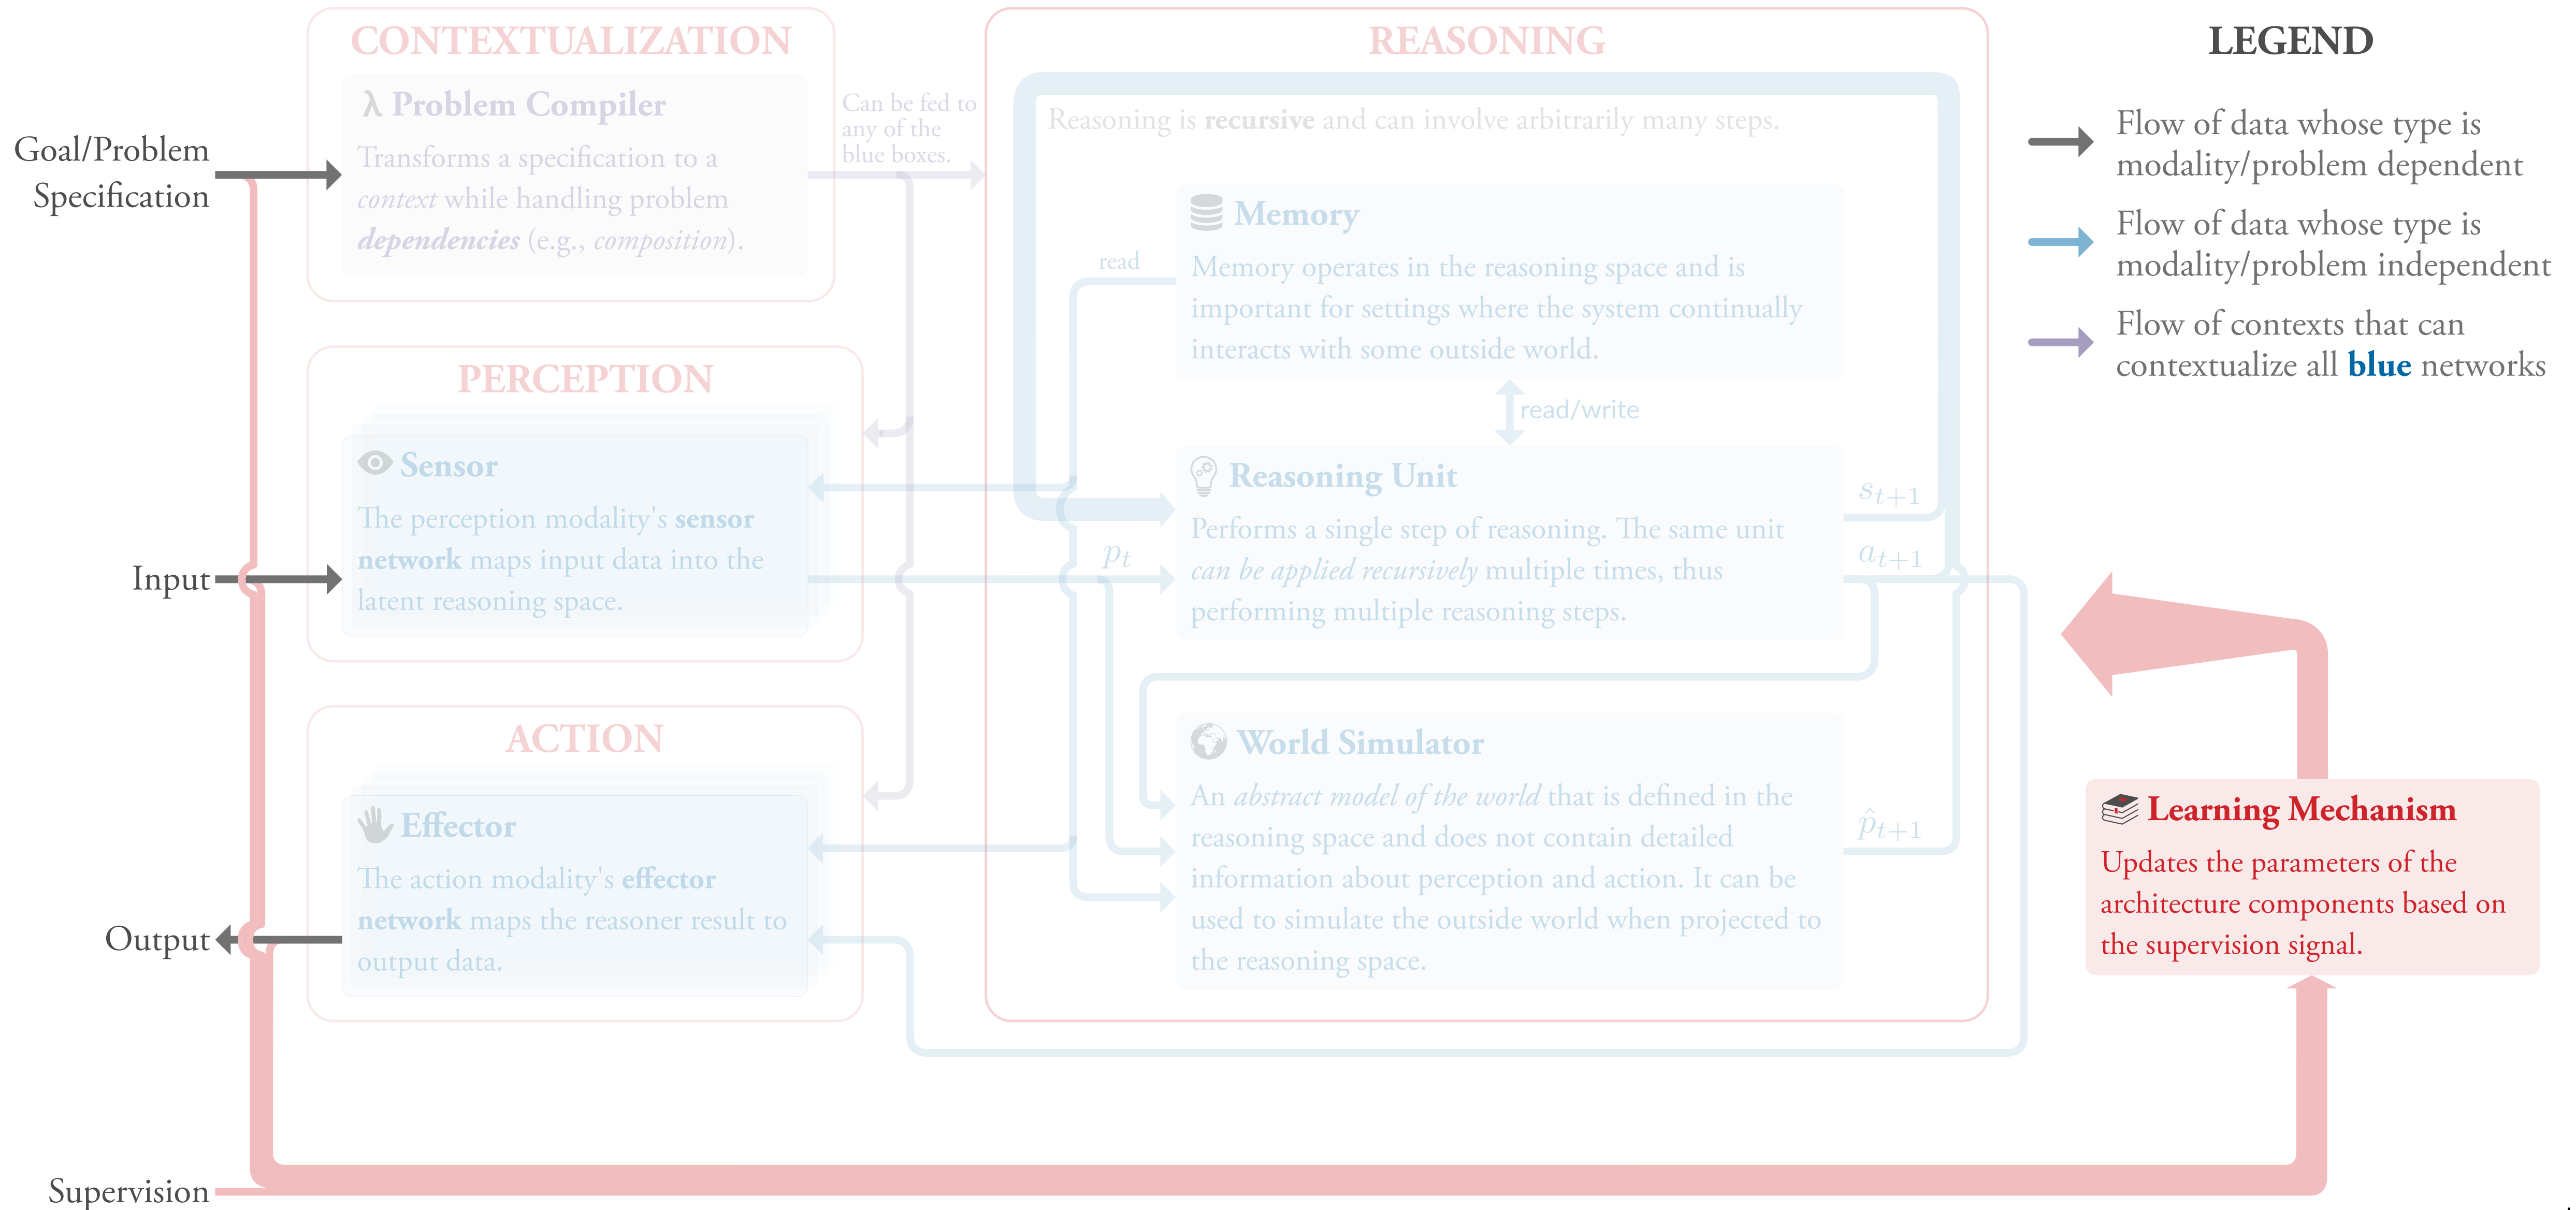 CONTEXTUALIZATION
λ Problem Compiler
Transforms a specification to a
context while handling problem
dependencies (e.g., composition).
Can be fed to
any of the
blue boxes.
Goal/Problem
Specification
PERCEPTION
Sensor
The perception modality's sensor
network maps input data into the
latent reasoning space.
Input
ACTION
Effector
The action modality's effector
network maps the reasoner result to
output data.
Output
Supervision
REASONING
Reasoning is recursive and can involve arbitrarily many steps.
Memory
Memory operates in the reasoning space and is
important for settings where the system continually
interacts with some outside world.
read
read/write
Reasoning Unit
Performs a single step of reasoning. The same unit
can be applied recursively multiple times, thus
performing multiple reasoning steps.
p_t
s_{t+1}
a_{t+1}
World Simulator
An abstract model of the world that is defined in the
reasoning space and does not contain detailed
information about perception and action. It can be
used to simulate the outside world when projected to
the reasoning space.
p̂_{t+1}
LEGEND
Flow of data whose type is
modality/problem dependent
Flow of data whose type is
modality/problem independent
Flow of contexts that can
contextualize all blue networks
Learning Mechanism
Updates the parameters of the
architecture components based on
the supervision signal.